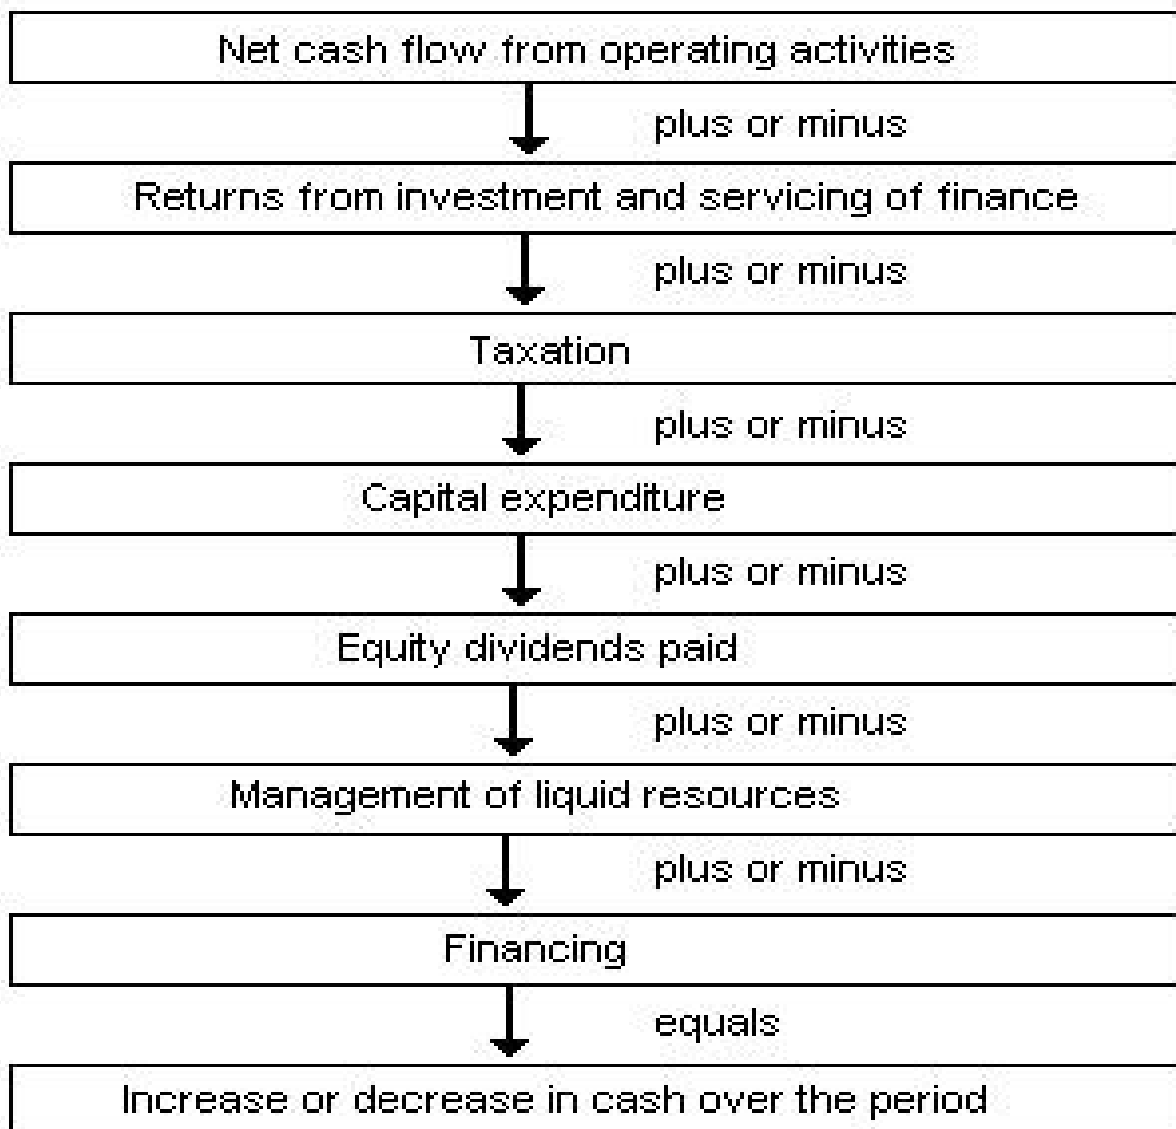 Net cash flow from operating activities
plus or minus
Returns from investment and servicing of finance
plus or minus
Taxation
plus or minus
Capital expenditure
plus or minus
Equity dividends paid
plus or minus
Management of liquid resources
plus or minus
Financing
equals
Increase or decrease in cash over the period